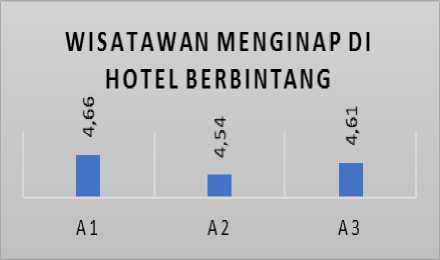 WISATAWAN MENGINAP DI
HOTEL BERBINTANG
4,66
4,54
4,61
A1
A2
A3